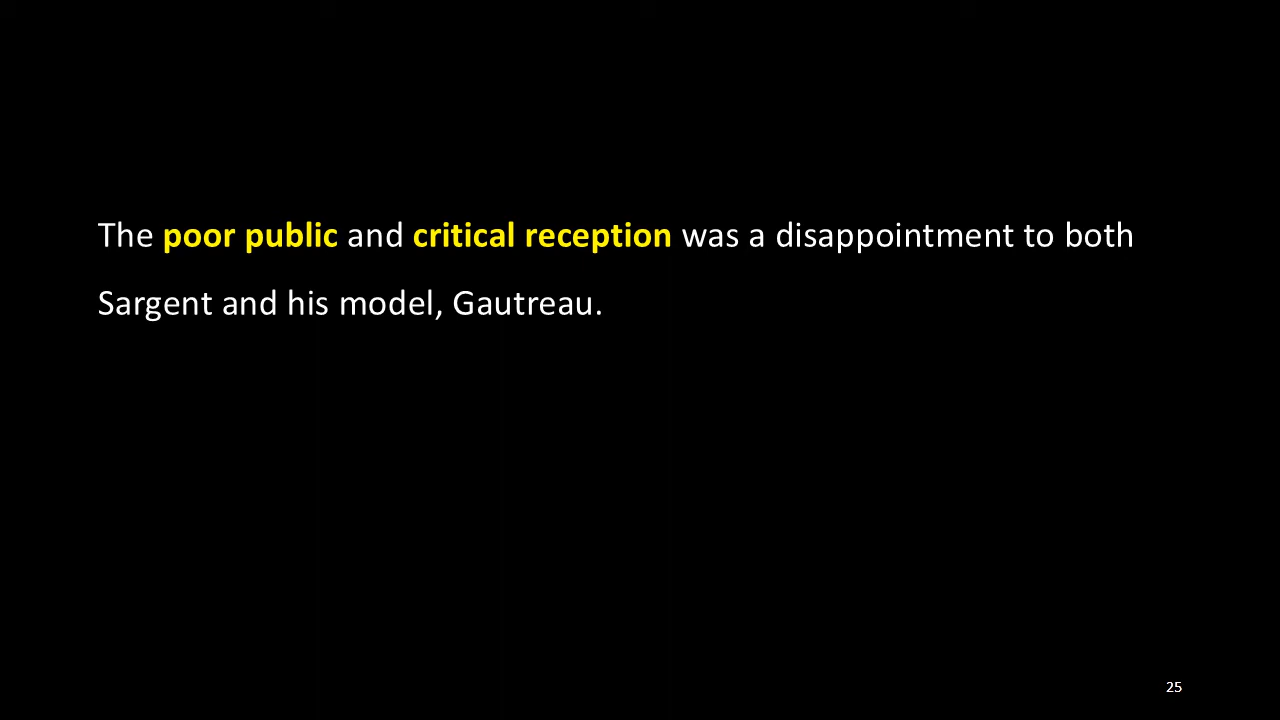 The poor public and critical reception was a disappointment to both
Sargent and his model, Gautreau.
25